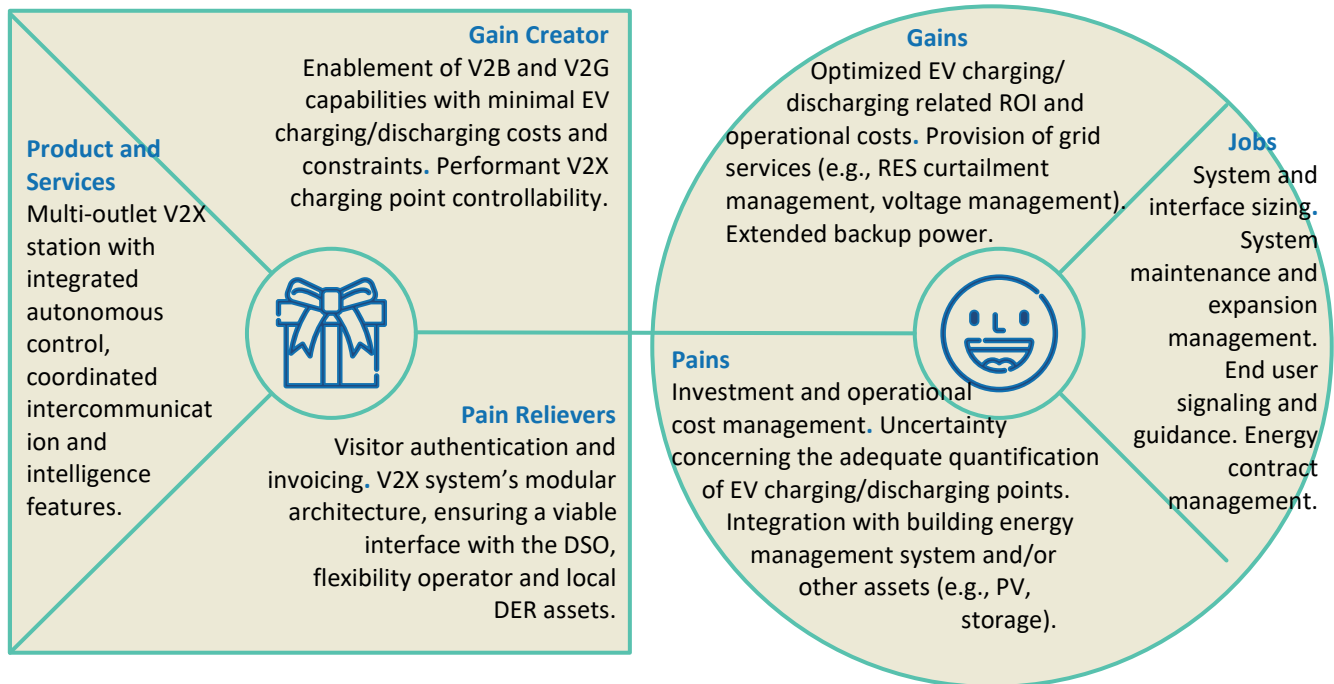 Gain Creator
Enablement of V2B and V2G
capabilities with minimal EV
charging/discharging costs and
constraints. Performant V2X
charging point controllability.
Product and
Services
Multi-outlet V2X
station with
integrated
autonomous
control,
coordinated
intercommunicat
ion and
intelligence
features.
Pain Relievers
Visitor authentication and
invoicing. V2X system’s modular
architecture, ensuring a viable
interface with the DSO,
flexibility operator and local
DER assets.
Gains
Optimized EV charging/
discharging related ROI and
operational costs. Provision of grid
services (e.g., RES curtailment
management, voltage management).
Extended backup power.
Pains
Investment and operational
cost management. Uncertainty
concerning the adequate quantification
of EV charging/discharging points.
Integration with building energy
management system and/or
other assets (e.g., PV,
storage).
Jobs
System and
interface sizing.
System
maintenance and
expansion
management.
End user
signaling and
guidance. Energy
contract
management.